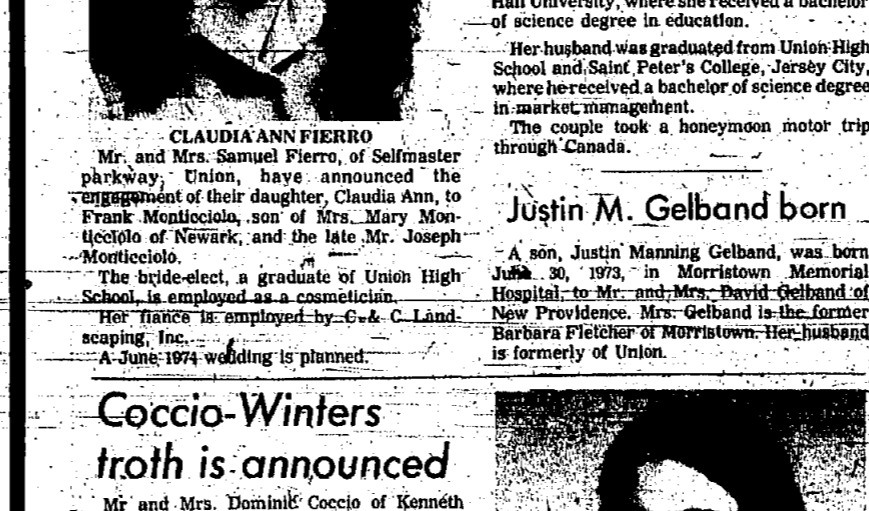 CLAUDIA ANN FIERRO
Mr. and Mrs. Samuel Fierro, of Selfmaster
parkway, Union, have announced the
engagement of their daughter, Claudia Ann, to
Frank Monticciolo, son of Mrs. Mary Mon-
ticciolo of Newark, and the late Mr. Joseph
Monticciolo.
The bride-elect, a graduate of Union High
School, is employed as a cosmetician.
Her fiance is employed by C & C Land-
scaping, Inc.
A June 1974 wedding is planned.
Coccio-Winters
troth is announced
Mr and Mrs. Dominic Coccio of Kenneth
Hall University, where she received a bachelor
of science degree in education.
Her husband was graduated from Union High
School and Saint Peter's College, Jersey City,
where he received a bachelor of science degree
in market management.
The couple took a honeymoon motor trip
through Canada.
Justin M. Gelband born
A son, Justin Manning Gelband, was born
30, 1973, in Morristown Memorial
Hospital, to Mr. and Mrs. David Gelband of
New Providence. Mrs. Gelband is the former
Barbara Fletcher of Morristown. Her husband
is formerly of Union.